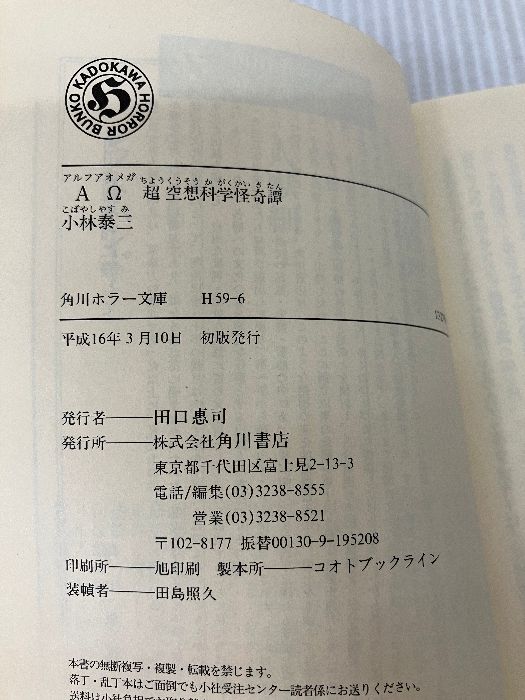 KADOKAWA HORROR BUNKO
H
アルファオメガ ちょうくうそう か がくかい き たん
ΑΩ 超空想科学怪奇譚
こばやしやす み
小林泰三
角川ホラー文庫 H59-6
平成16年3月10日 初版発行
発行者――田口惠司
発行所――株式会社角川書店
東京都千代田区富士見2-13-3
電話/編集(03)3238-8555
営業(03)3238-8521
〒102-8177 振替00130-9-195208
印刷所――旭印刷 製本所――コオトブックライン
装幀者――田島照久
本書の無断複写・複製・転載を禁じます。
落丁・乱丁本はご面倒でも小社受注センター読者係にお送りください。